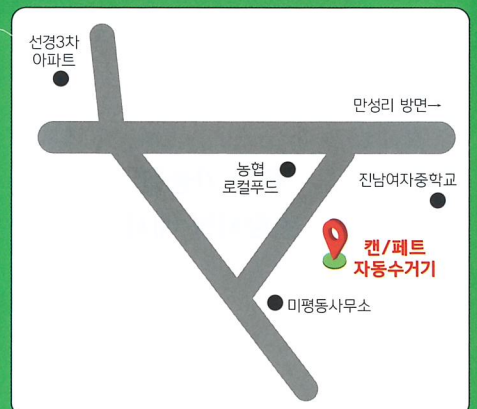 선경3차
아파트
만성리 방면→
농협
로컬푸드
진남여자중학교
캔/페트
자동수거기
미평동사무소